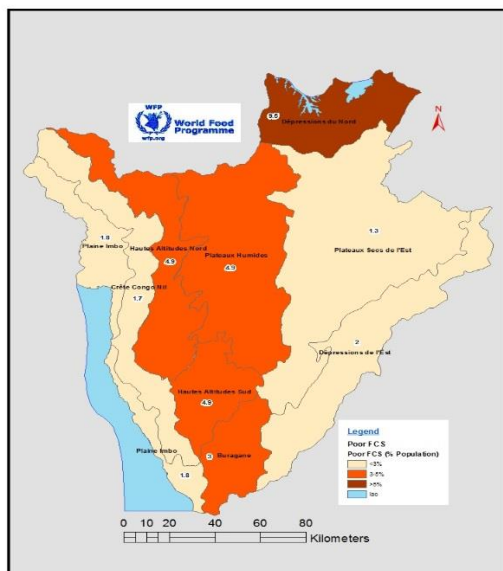 WFP
World Food
Programme
wfp.org
9.5
Dépressions du Nord
N
1.8
Plaine Imbo
Hautes Altitudes Nord
4.9
Plateaux Humides
4.9
1.3
Plateaux Secs de l'Est
Crête Congo Nil
1.7
2
Dépressions de l'Est
Hautes Altitudes Sud
4.9
Plaine Imbo
1.8
3
Buragane
Legend
Poor FCS
Poor FCS (% Population)
<3%
3-5%
>5%
lac
0 10 20 40 60 80
Kilometers